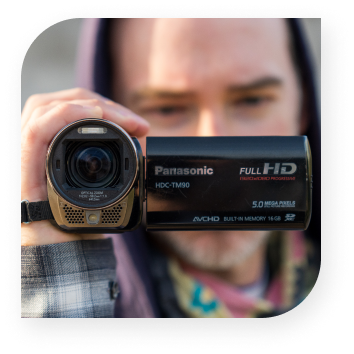 Panasonic
FULL HD
HDC-TM90
5.0 MEGA PIXELS
AVCHD BUILT-IN MEMORY 16GB